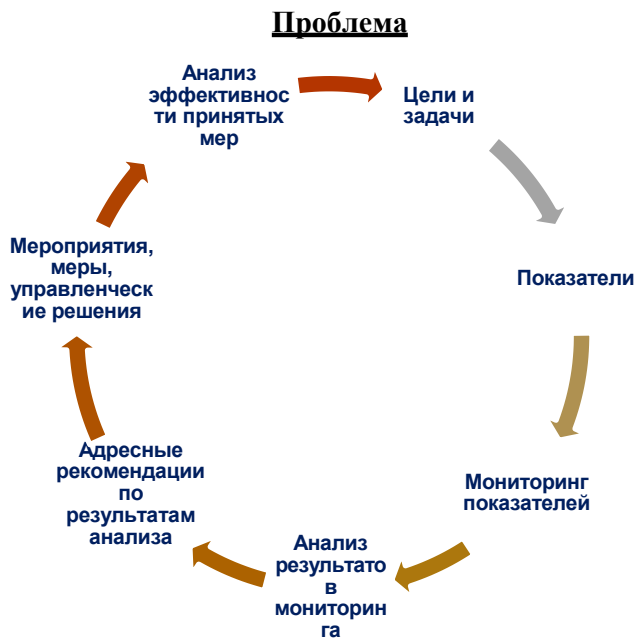 Проблема
Анализ
эффективнос
ти принятых
мер
Цели и
задачи
Показатели
Мониторинг
показателей
Анализ
результато
в
мониторин
га
Адресные
рекомендации
по
результатам
анализа
Мероприятия,
меры,
управленческ
ие решения